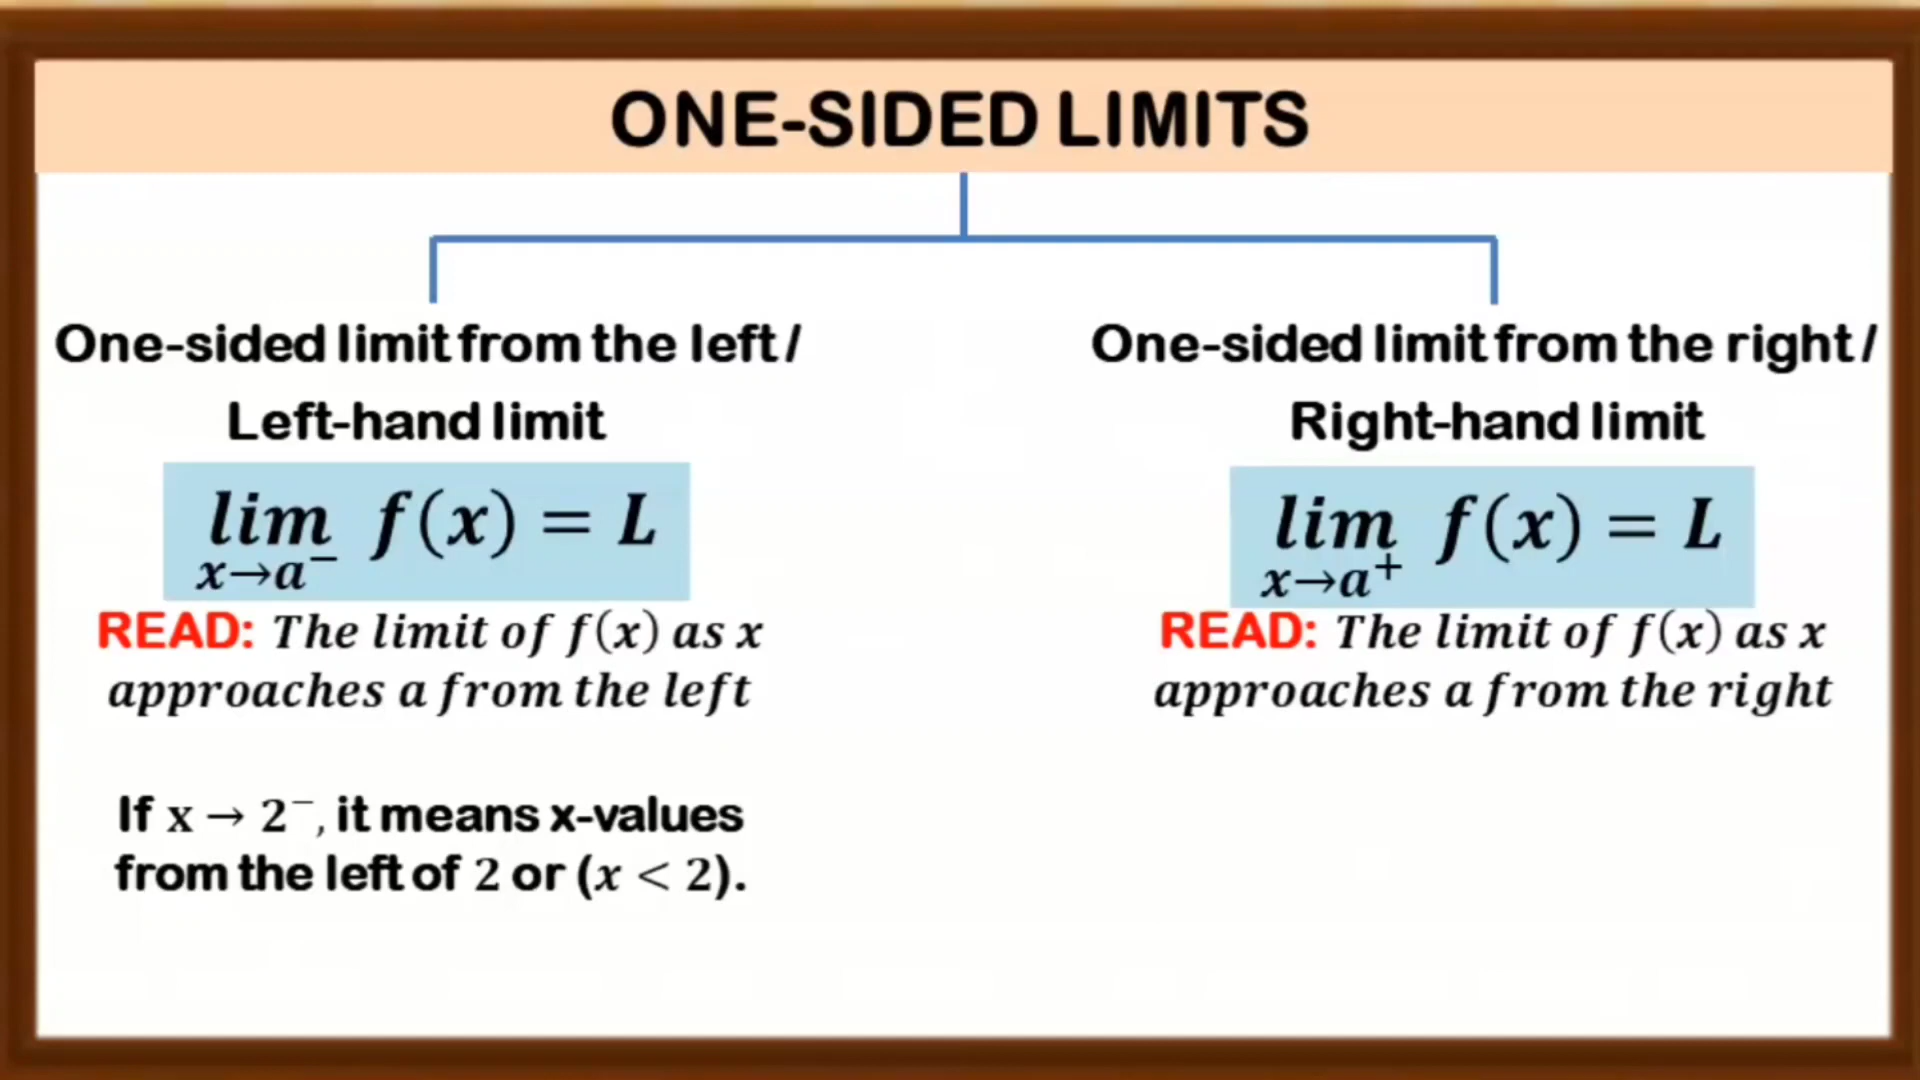 ONE-SIDED LIMITS
One-sided limit from the left /
Left-hand limit
lim f(x) = L
x→a⁻
READ: The limit of f(x) as x
approaches a from the left
If x → 2⁻, it means x-values
from the left of 2 or (x < 2).
One-sided limit from the right /
Right-hand limit
lim f(x) = L
x→a⁺
READ: The limit of f(x) as x
approaches a from the right